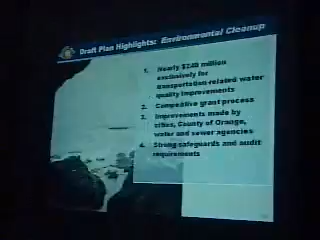 Draft Plan Highlights: Environmental Cleanup
1. Nearly $240 million
exclusively for
transportation-related water
quality improvements
2. Competitive grant process
3. Improvements made by
cities, County of Orange,
water and sewer agencies
4. Strong safeguards and audit
requirements